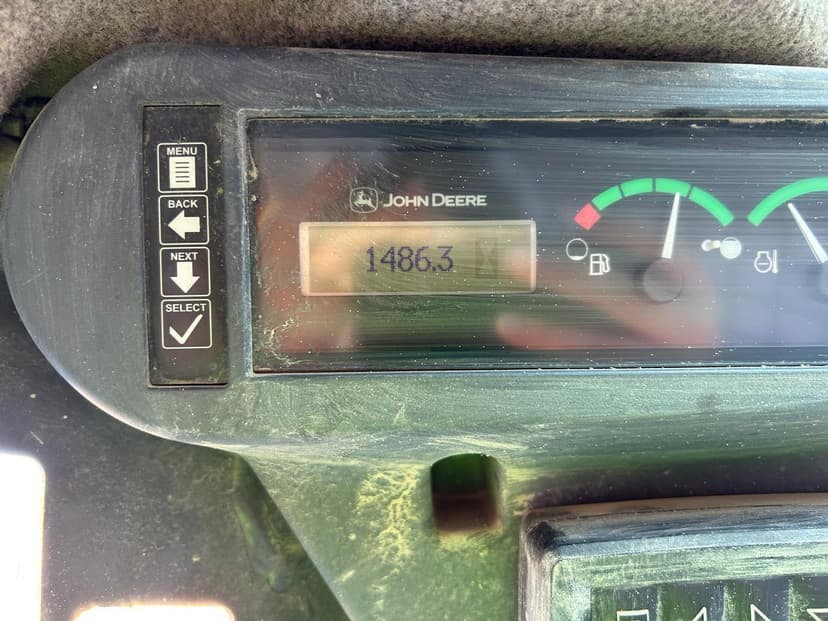 MENU
BACK
NEXT
SELECT
JOHN DEERE
1486.3